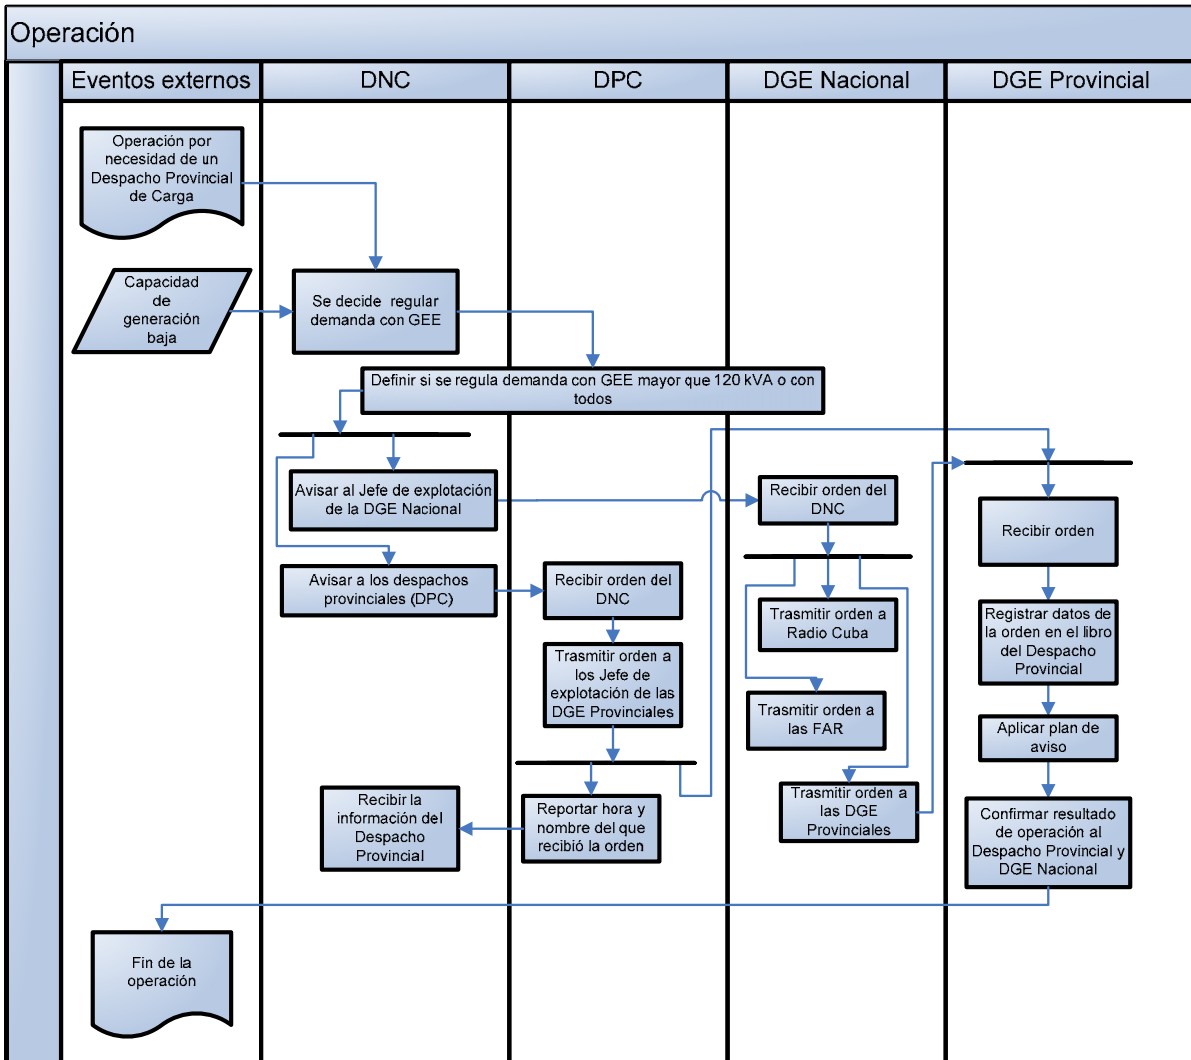 Operación
Eventos externos
DNC
DPC
DGE Nacional
DGE Provincial
Operación por
necesidad de un
Despacho Provincial
de Carga
Capacidad
de
generación
baja
Se decide regular
demanda con GEE
Definir si se regula demanda con GEE mayor que 120 kVA o con
todos
Avisar al Jefe de explotación
de la DGE Nacional
Avisar a los despachos
provinciales (DPC)
Recibir la
información del
Despacho
Provincial
Recibir orden del
DNC
Trasmitir orden a
los Jefe de
explotación de las
DGE Provinciales
Reportar hora y
nombre del que
recibió la orden
Recibir orden del
DNC
Trasmitir orden a
Radio Cuba
Trasmitir orden a
las FAR
Trasmitir orden a
las DGE
Provinciales
Recibir orden
Registrar datos de
la orden en el libro
del Despacho
Provincial
Aplicar plan de
aviso
Confirmar resultado
de operación al
Despacho Provincial y
DGE Nacional
Fin de la
operación